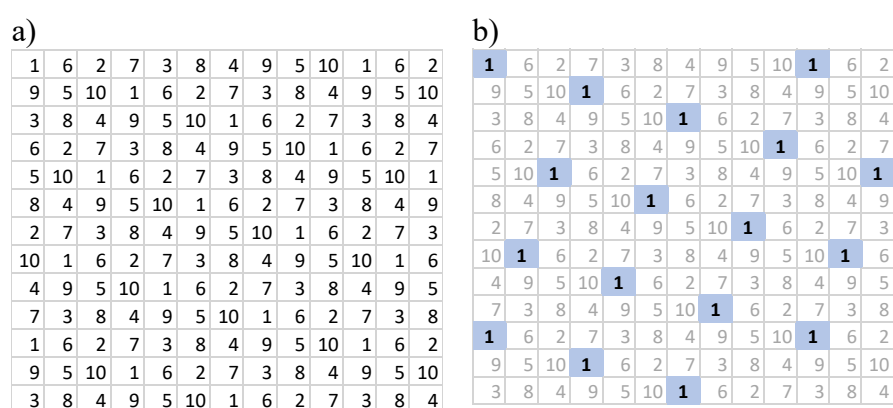 a) b)
1 6 2 7 3 8 4 9 5 10 1 6 2 1 6 2 7 3 8 4 9 5 10 1 6 2
9 5 10 1 6 2 7 3 8 4 9 5 10 9 5 10 1 6 2 7 3 8 4 9 5 10
3 8 4 9 5 10 1 6 2 7 3 8 4 3 8 4 9 5 10 1 6 2 7 3 8 4
6 2 7 3 8 4 9 5 10 1 6 2 7 6 2 7 3 8 4 9 5 10 1 6 2 7
5 10 1 6 2 7 3 8 4 9 5 10 1 5 10 1 6 2 7 3 8 4 9 5 10 1
8 4 9 5 10 1 6 2 7 3 8 4 9 8 4 9 5 10 1 6 2 7 3 8 4 9
2 7 3 8 4 9 5 10 1 6 2 7 3 2 7 3 8 4 9 5 10 1 6 2 7 3
10 1 6 2 7 3 8 4 9 5 10 1 6 10 1 6 2 7 3 8 4 9 5 10 1 6
4 9 5 10 1 6 2 7 3 8 4 9 5 4 9 5 10 1 6 2 7 3 8 4 9 5
7 3 8 4 9 5 10 1 6 2 7 3 8 7 3 8 4 9 5 10 1 6 2 7 3 8
1 6 2 7 3 8 4 9 5 10 1 6 2 1 6 2 7 3 8 4 9 5 10 1 6 2
9 5 10 1 6 2 7 3 8 4 9 5 10 9 5 10 1 6 2 7 3 8 4 9 5 10
3 8 4 9 5 10 1 6 2 7 3 8 4 3 8 4 9 5 10 1 6 2 7 3 8 4